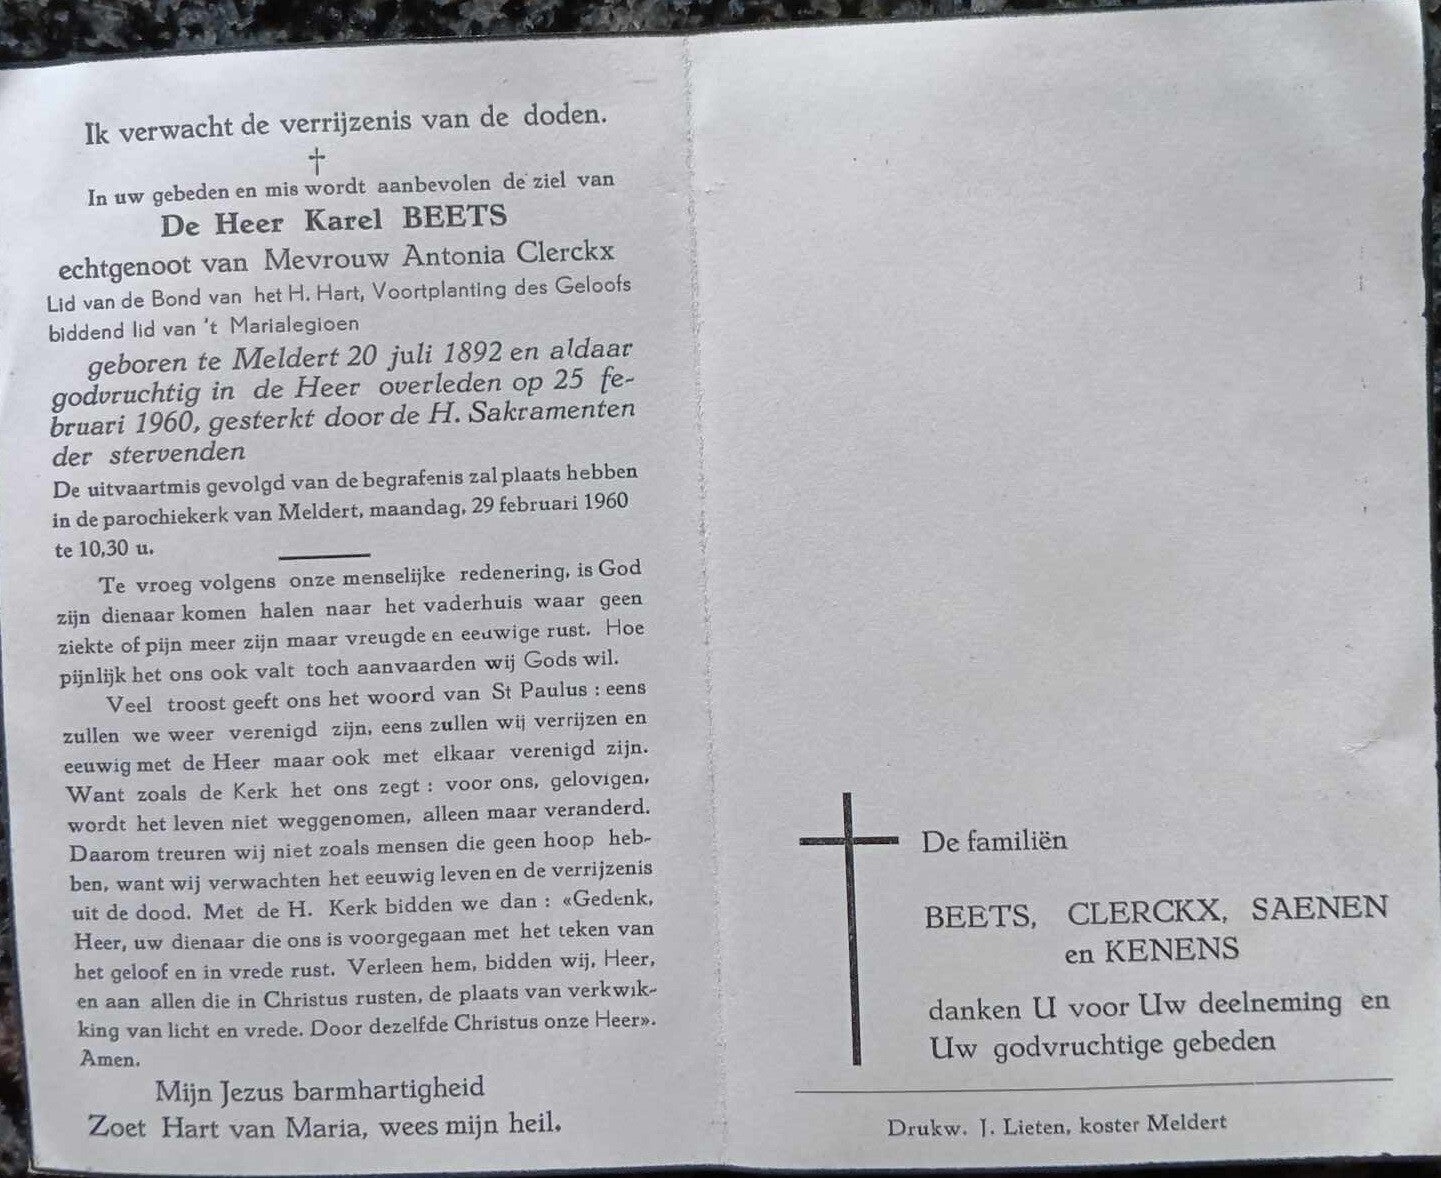 Ik verwacht de verrijzenis van de doden.
†
In uw gebeden en mis wordt aanbevolen de ziel van
De Heer Karel BEETS
echtgenoot van Mevrouw Antonia Clerckx
Lid van de Bond van het H. Hart, Voortplanting des Geloofs
biddend lid van 't Marialegioen
geboren te Meldert 20 juli 1892 en aldaar
godvruchtig in de Heer overleden op 25 fe-
bruari 1960, gesterkt door de H. Sakramenten
der stervenden
De uitvaartmis gevolgd van de begrafenis zal plaats hebben
in de parochiekerk van Meldert, maandag, 29 februari 1960
te 10,30 u.
Te vroeg volgens onze menselijke redenering, is God
zijn dienaar komen halen naar het vaderhuis waar geen
ziekte of pijn meer zijn maar vreugde en eeuwige rust. Hoe
pijnlijk het ons ook valt toch aanvaarden wij Gods wil.
Veel troost geeft ons het woord van St Paulus : eens
zullen we weer verenigd zijn, eens zullen wij verrijzen en
eeuwig met de Heer maar ook met elkaar verenigd zijn.
Want zoals de Kerk het ons zegt : voor ons, gelovigen,
wordt het leven niet weggenomen, alleen maar veranderd.
Daarom treuren wij niet zoals mensen die geen hoop heb-
ben, want wij verwachten het eeuwig leven en de verrijzenis
uit de dood. Met de H. Kerk bidden we dan : «Gedenk,
Heer, uw dienaar die ons is voorgegaan met het teken van
het geloof en in vrede rust. Verleen hem, bidden wij, Heer,
en aan allen die in Christus rusten, de plaats van verkwik-
king van licht en vrede. Door dezelfde Christus onze Heer».
Amen.
Mijn Jezus barmhartigheid
Zoet Hart van Maria, wees mijn heil.
De familiën
BEETS, CLERCKX, SAENEN
en KENENS
danken U voor Uw deelneming en
Uw godvruchtige gebeden
Drukw. J. Lieten, koster Meldert